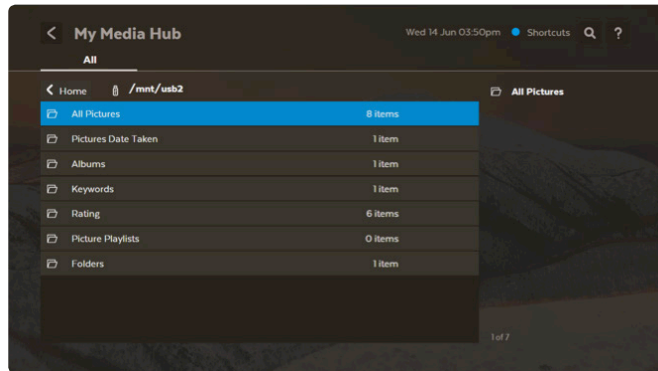 My Media Hub
Wed 14 Jun 03:50pm Shortcuts ?
All
Home /mnt/usb2
All Pictures
All Pictures 8 items
Pictures Date Taken 1 item
Albums 1 item
Keywords 1 item
Rating 6 items
Picture Playlists 0 items
Folders 1 item
1 of 7